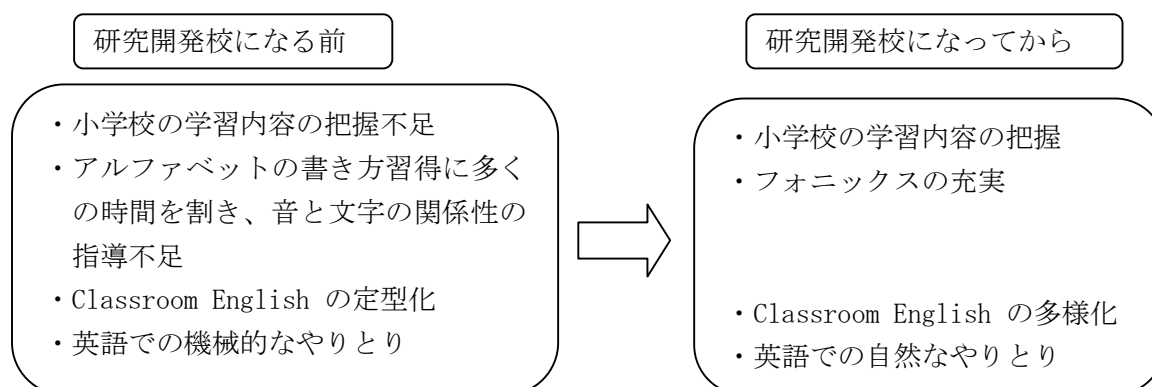 研究開発校になる前
・小学校の学習内容の把握不足
・アルファベットの書き方習得に多く
の時間を割き、音と文字の関係性の
指導不足
・Classroom English の定型化
・英語での機械的なやりとり
研究開発校になってから
・小学校の学習内容の把握
・フォニックスの充実
・Classroom English の多様化
・英語での自然なやりとり